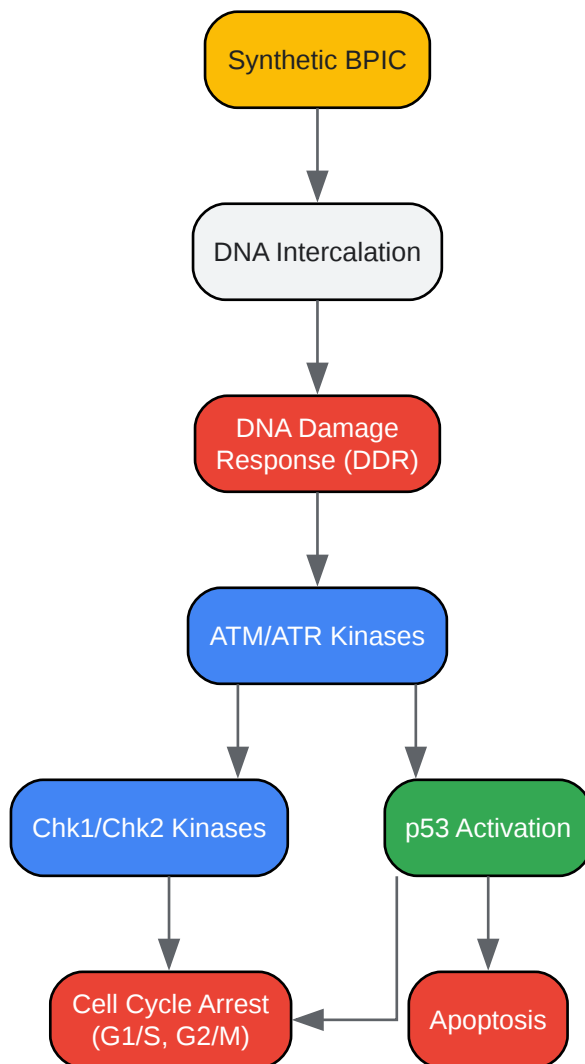 Synthetic BPIC
DNA Intercalation
DNA Damage
Response (DDR)
ATM/ATR Kinases
Chk1/Chk2 Kinases
p53 Activation
Cell Cycle Arrest
(G1/S, G2/M)
Apoptosis